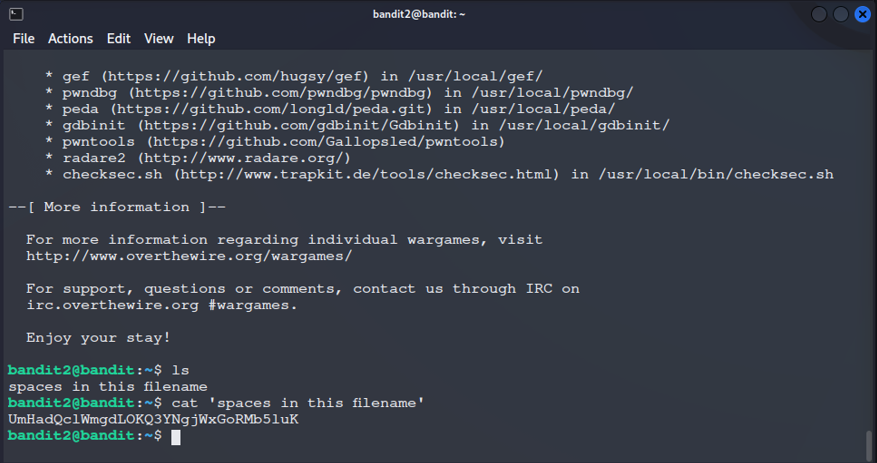 bandit2@bandit: ~
File Actions Edit View Help
* gef (https://github.com/hugsy/gef) in /usr/local/gef/
* pwndbg (https://github.com/pwndbg/pwndbg) in /usr/local/pwndbg/
* peda (https://github.com/longld/peda.git) in /usr/local/peda/
* gdbinit (https://github.com/gdbinit/Gdbinit) in /usr/local/gdbinit/
* pwntools (https://github.com/Gallopsled/pwntools)
* radare2 (http://www.radare.org/)
* checksec.sh (http://www.trapkit.de/tools/checksec.html) in /usr/local/bin/checksec.sh
--[ More information ]--
For more information regarding individual wargames, visit
http://www.overthewire.org/wargames/
For support, questions or comments, contact us through IRC on
irc.overthewire.org #wargames.
Enjoy your stay!
bandit2@bandit:~$ ls
spaces in this filename
bandit2@bandit:~$ cat 'spaces in this filename'
UmHadQclWmgdLOKQ3YNgjWxGoRMb5luK
bandit2@bandit:~$